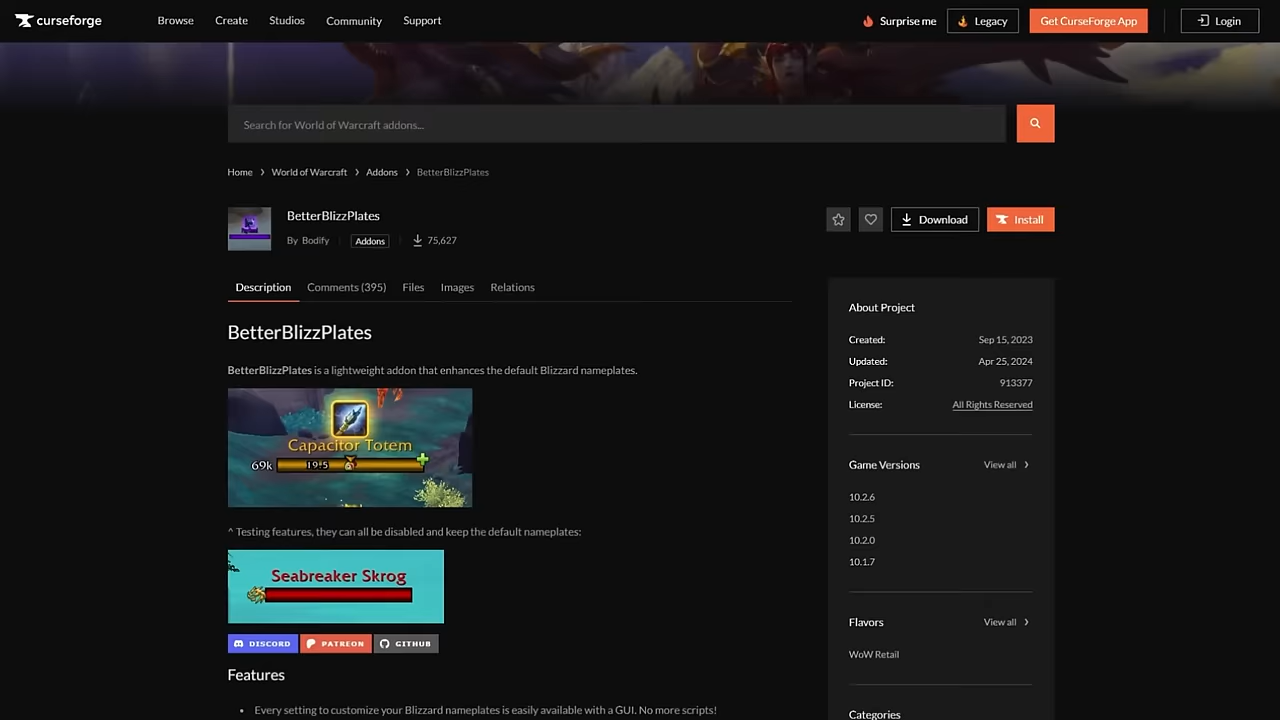 curseforge
Browse
Create
Studios
Community
Support
Surprise me
Legacy
Get CurseForge App
Login
Search for World of Warcraft addons...
Home
World of Warcraft
Addons
BetterBlizzPlates
BetterBlizzPlates
By Bodify
Addons
75,627
Download
Install
Description
Comments (395)
Files
Images
Relations
BetterBlizzPlates
BetterBlizzPlates is a lightweight addon that enhances the default Blizzard nameplates.
Capacitor Totem
69k
^ Testing features, they can all be disabled and keep the default nameplates:
Seabreaker Skrog
DISCORD
PATREON
GITHUB
Features
• Every setting to customize your Blizzard nameplates is easily available with a GUI. No more scripts!
About Project
Created: Sep 15, 2023
Updated: Apr 25, 2024
Project ID: 913377
License: All Rights Reserved
Game Versions
View all
10.2.6
10.2.5
10.2.0
10.1.7
Flavors
View all
WoW Retail
Categories